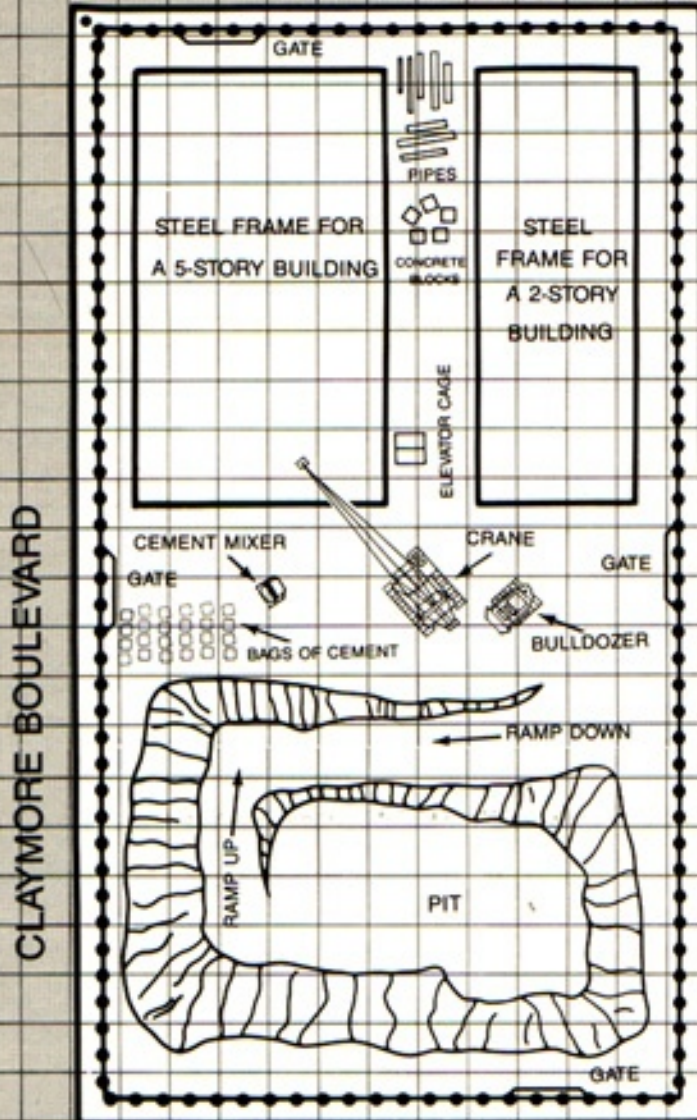 GATE
PIPES
STEEL FRAME FOR
A 5-STORY BUILDING
CONCRETE
BLOCKS
STEEL
FRAME FOR
A 2-STORY
BUILDING
ELEVATOR CAGE
CLAYMORE BOULEVARD
CEMENT MIXER
CRANE
GATE
GATE
BAGS OF CEMENT
BULLDOZER
RAMP DOWN
RAMP UP
PIT
GATE